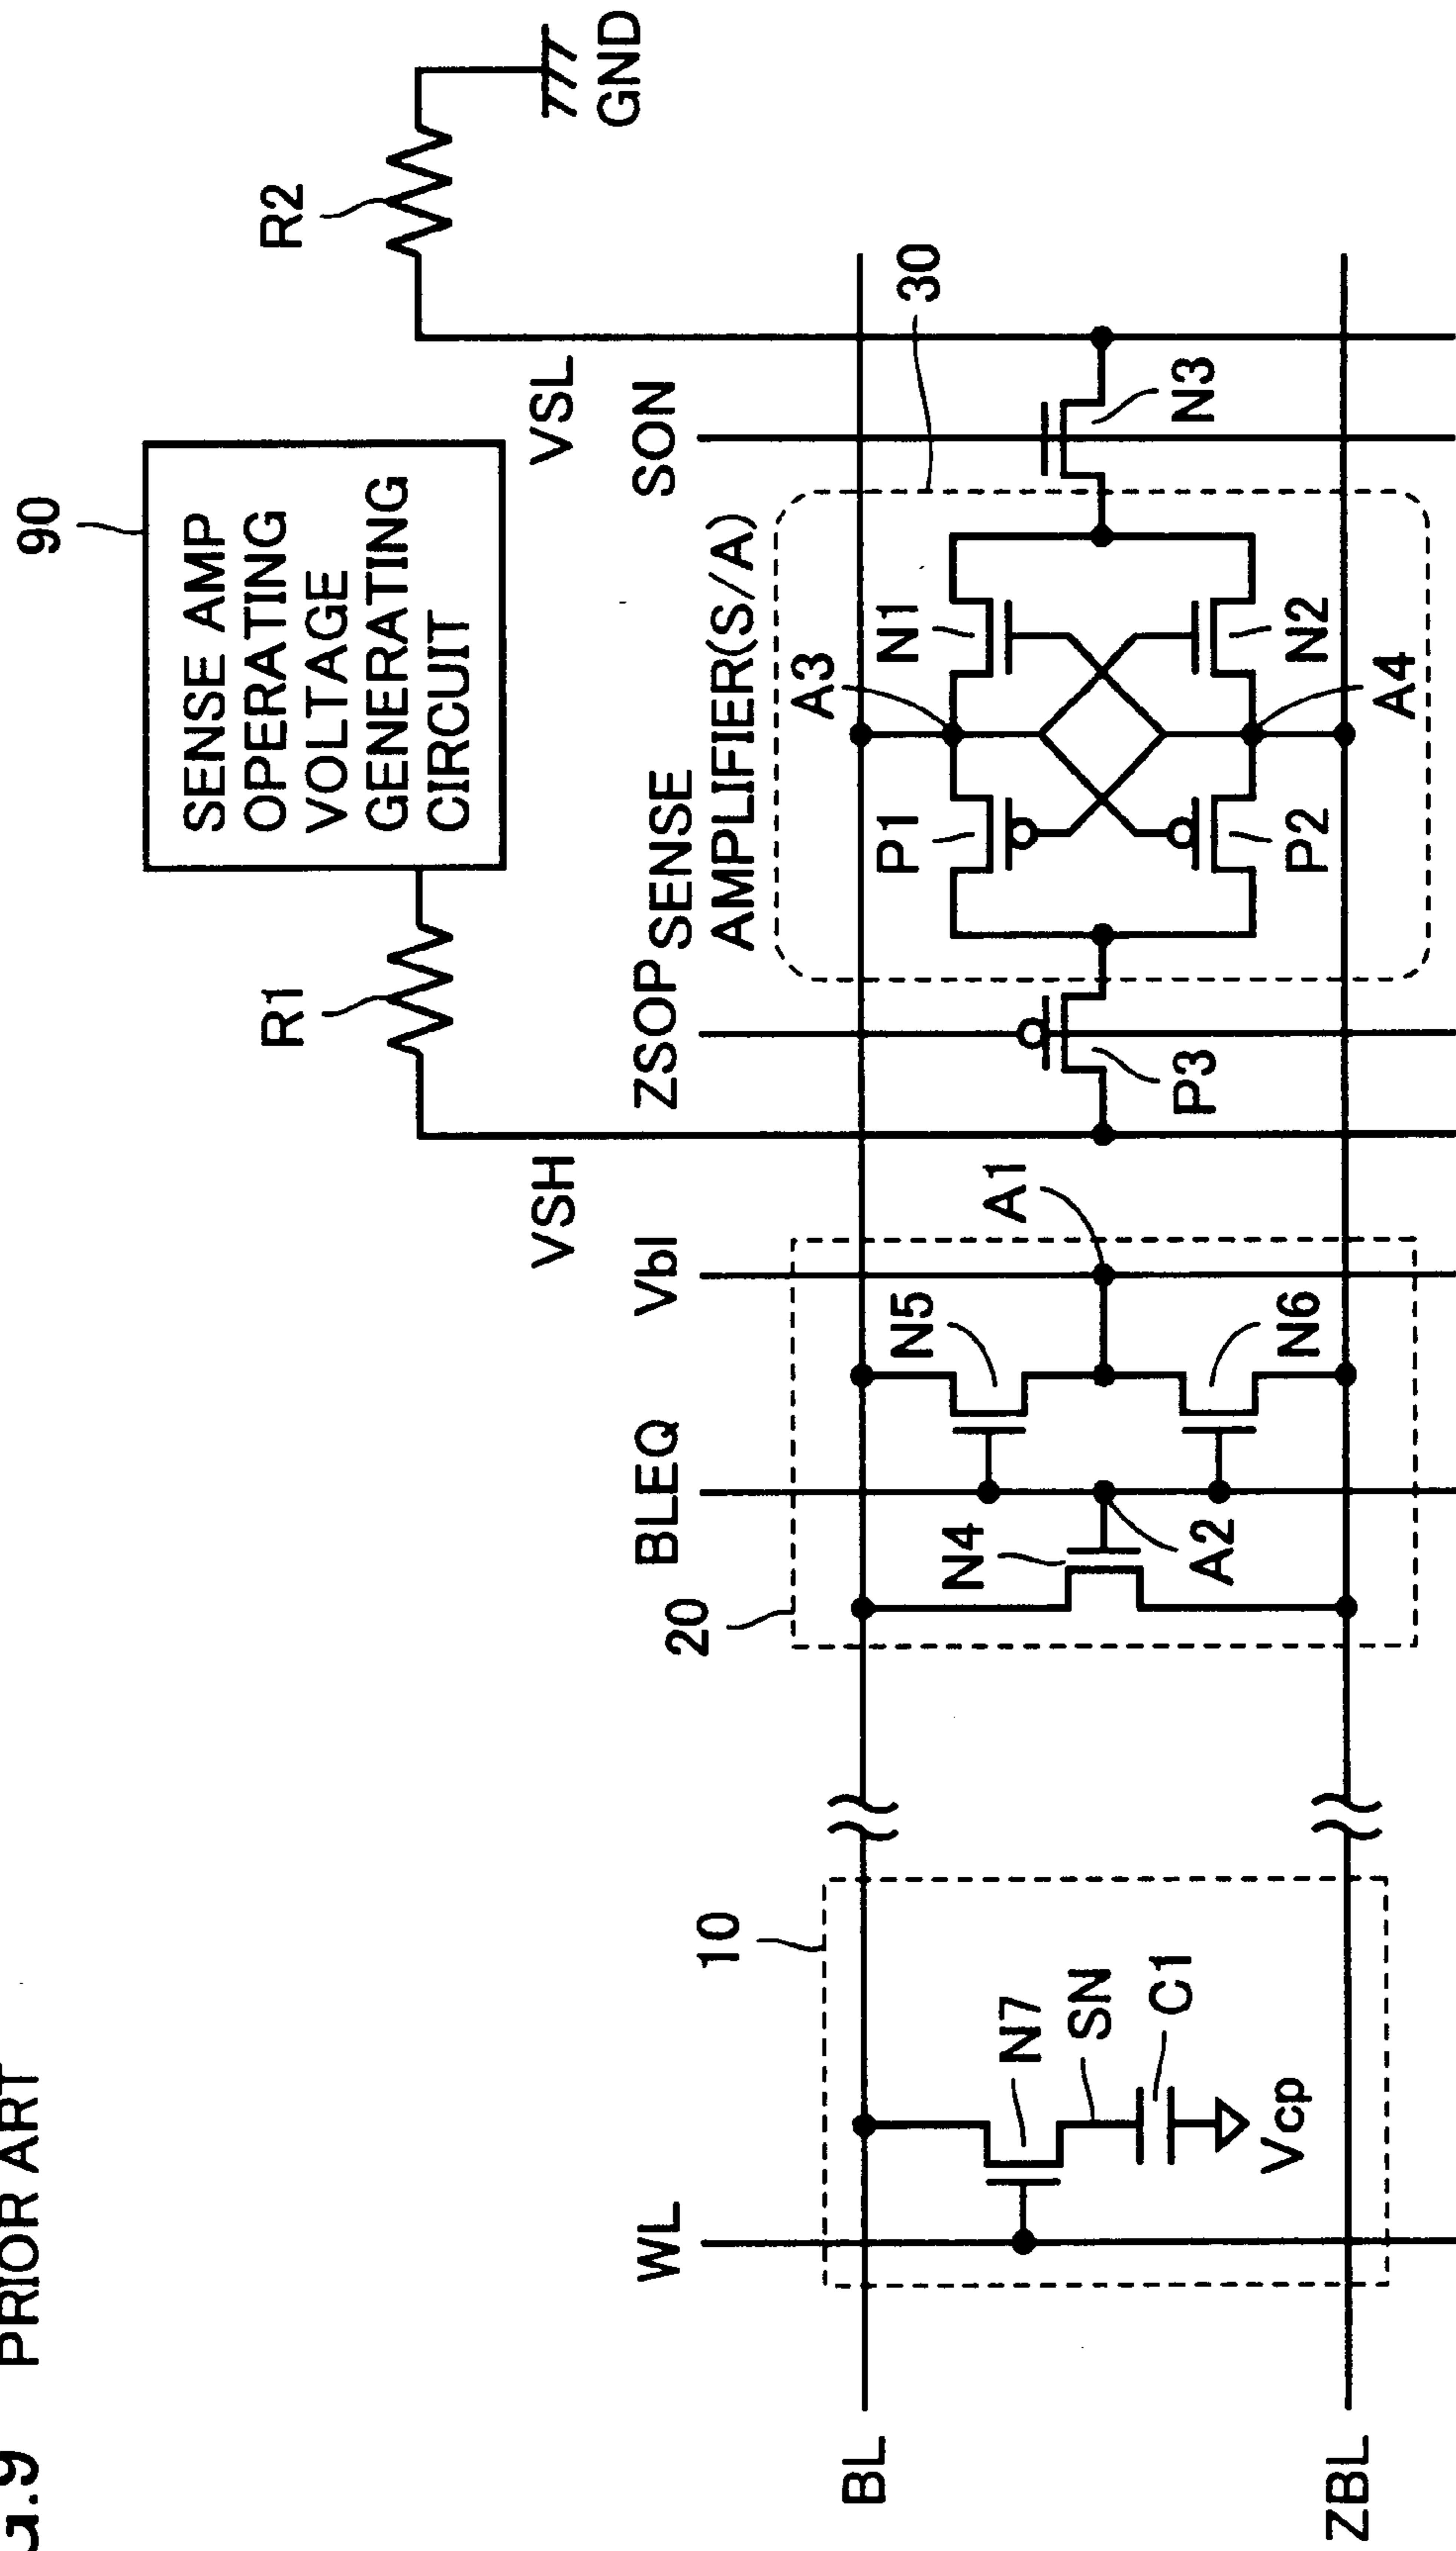 G.9 PRIOR ART
90
SENSE AMP
OPERATING
VOLTAGE
GENERATING
CIRCUIT
R1
R2
GND
VSH
VSL
WL
10
20
BLEQ
Vbl
ZSOP
SENSE
AMPLIFIER(S/A)
SON
30
BL
N7
SN
C1
Vcp
N4
A2
N5
N6
A1
P3
P1
P2
A3
N1
N2
A4
N3
ZBL